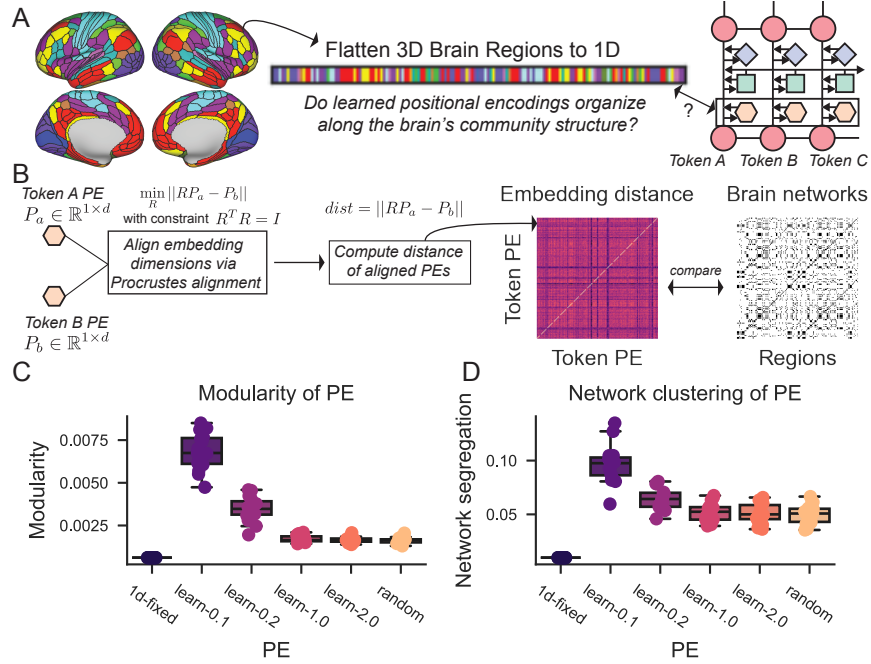 A
Flatten 3D Brain Regions to 1D
Do learned positional encodings organize
along the brain's community structure?
?
Token A Token B Token C
B
Token A PE
P_a ∈ ℝ^{1×d}
min_R ||RP_a − P_b||
with constraint R^T R = I
Align embedding
dimensions via
Procrustes alignment
Token B PE
P_b ∈ ℝ^{1×d}
dist = ||RP_a − P_b||
Compute distance
of aligned PEs
Embedding distance
Token PE
Token PE
compare
Brain networks
Regions
C
Modularity of PE
Modularity
0.0075
0.0050
0.0025
1d-fixed
learn-0.1
learn-0.2
learn-1.0
learn-2.0
random
PE
D
Network clustering of PE
Network segregation
0.10
0.05
1d-fixed
learn-0.1
learn-0.2
learn-1.0
learn-2.0
random
PE